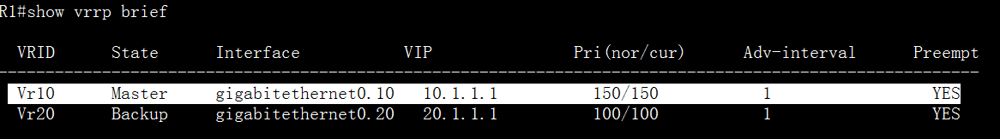 R1#show vrrp brief
VRID State Interface VIP Pri(nor/cur) Adv-interval Preempt
--------------------------------------------------------------------------------
Vr10 Master gigabitethernet0.10 10.1.1.1 150/150 1 YES
Vr20 Backup gigabitethernet0.20 20.1.1.1 100/100 1 YES